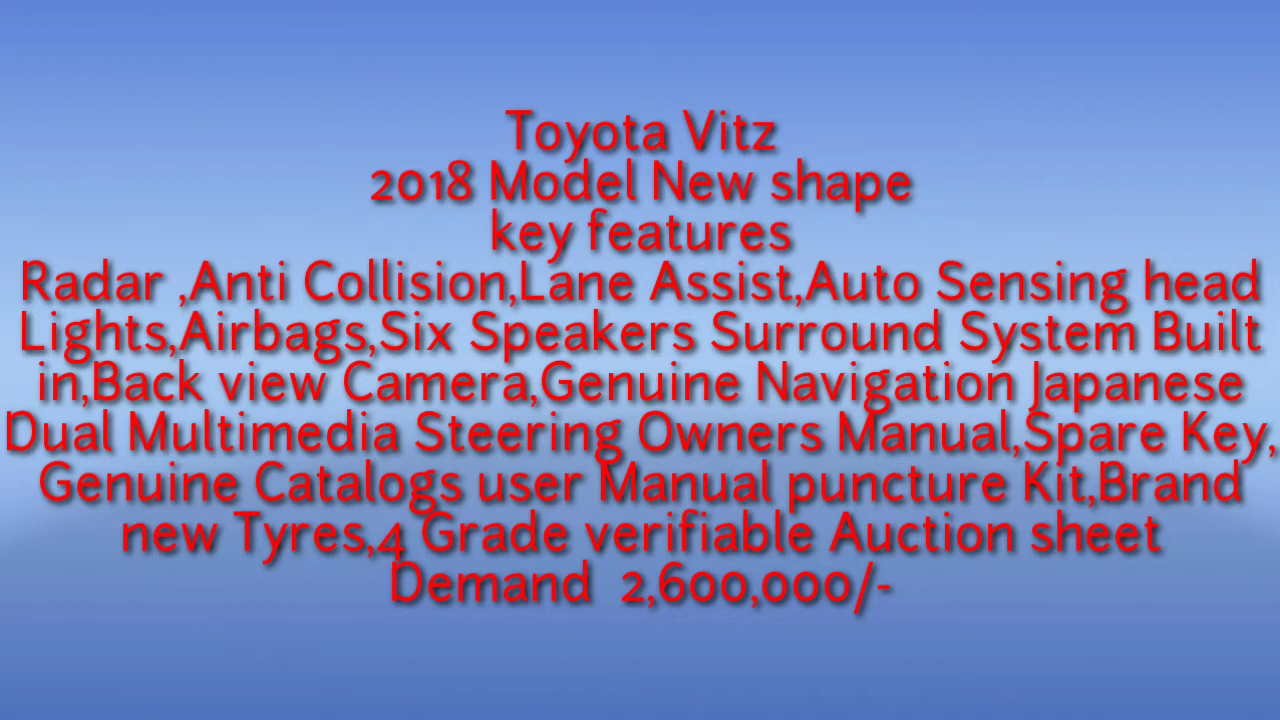 Toyota Vitz
2018 Model New shape
key features
Radar ,Anti Collision,Lane Assist,Auto Sensing head
Lights,Airbags,Six Speakers Surround System Built
in,Back view Camera,Genuine Navigation Japanese
Dual Multimedia Steering Owners Manual,Spare Key,
Genuine Catalogs user Manual puncture Kit,Brand
new Tyres,4 Grade verifiable Auction sheet
Demand 2,600,000/-